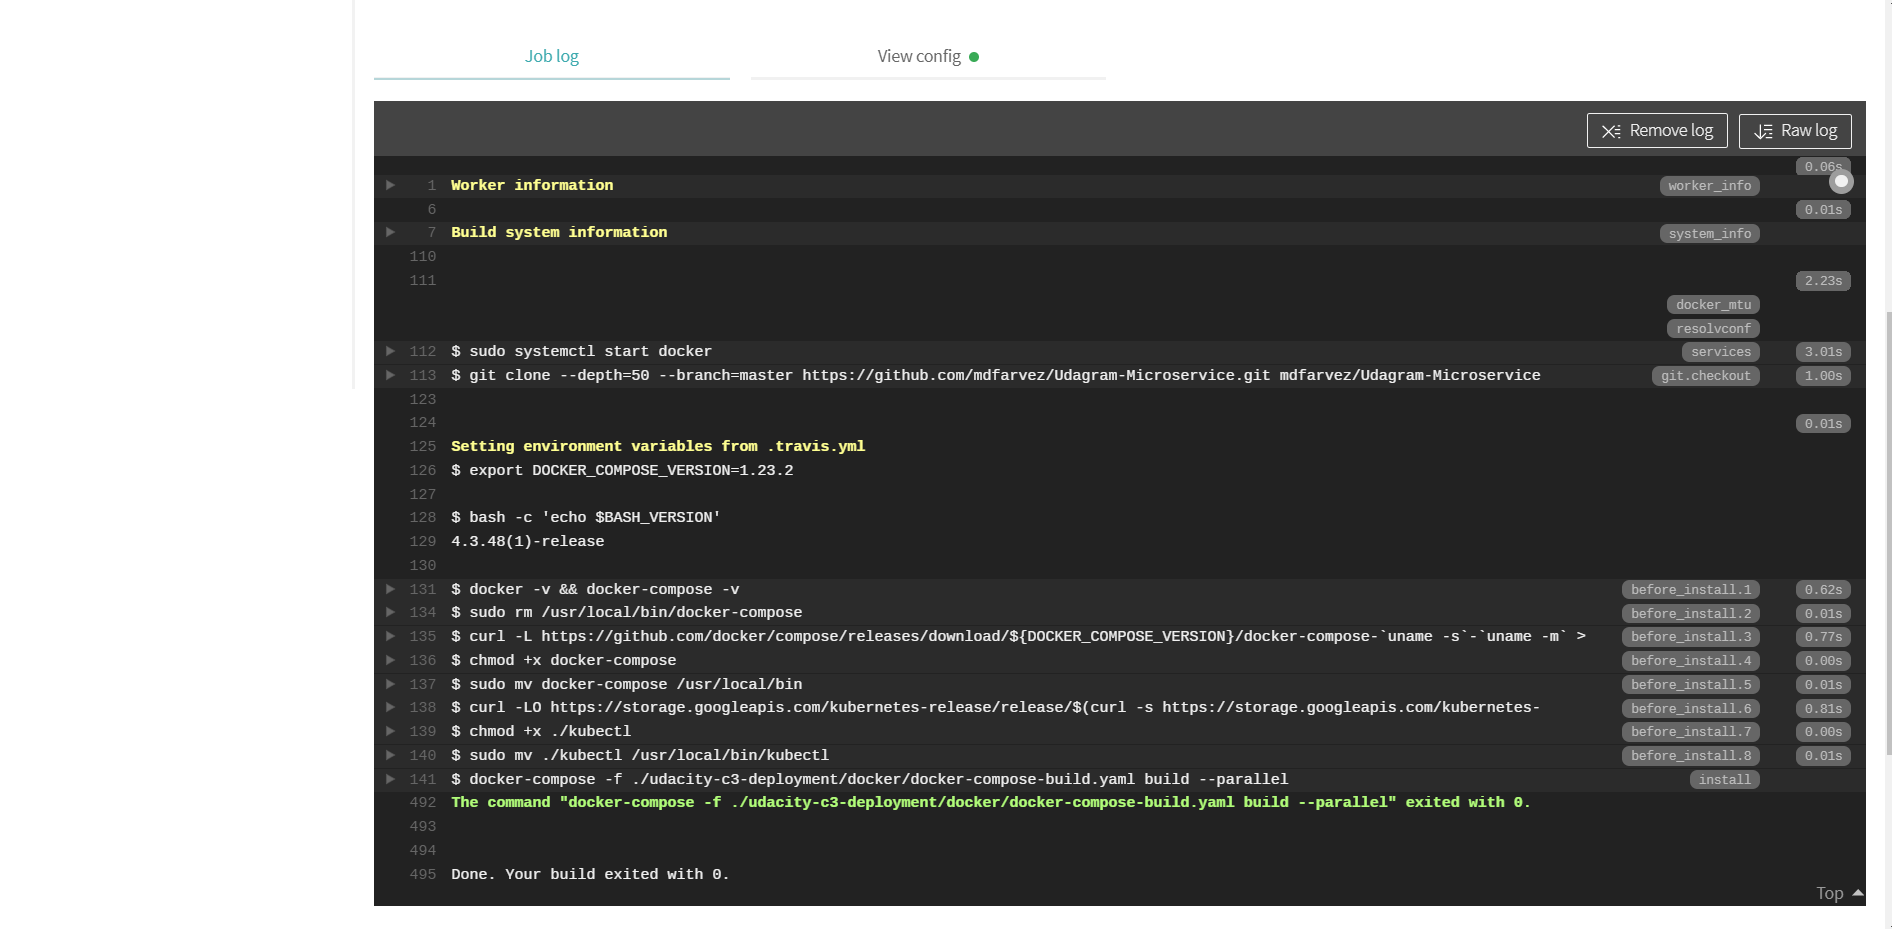 Job log View config
Remove log Raw log
0.06s
1 Worker information worker_info
6 0.01s
7 Build system information system_info
110
111 2.23s
docker_mtu
resolvconf
112 $ sudo systemctl start docker services 3.01s
113 $ git clone --depth=50 --branch=master https://github.com/mdfarvez/Udagram-Microservice.git mdfarvez/Udagram-Microservice git.checkout 1.00s
123
124 0.01s
125 Setting environment variables from .travis.yml
126 $ export DOCKER_COMPOSE_VERSION=1.23.2
127
128 $ bash -c 'echo $BASH_VERSION'
129 4.3.48(1)-release
130
131 $ docker -v && docker-compose -v before_install.1 0.62s
134 $ sudo rm /usr/local/bin/docker-compose before_install.2 0.01s
135 $ curl -L https://github.com/docker/compose/releases/download/${DOCKER_COMPOSE_VERSION}/docker-compose-`uname -s`-`uname -m` > before_install.3 0.77s
136 $ chmod +x docker-compose before_install.4 0.00s
137 $ sudo mv docker-compose /usr/local/bin before_install.5 0.01s
138 $ curl -LO https://storage.googleapis.com/kubernetes-release/release/$(curl -s https://storage.googleapis.com/kubernetes- before_install.6 0.81s
139 $ chmod +x ./kubectl before_install.7 0.00s
140 $ sudo mv ./kubectl /usr/local/bin/kubectl before_install.8 0.01s
141 $ docker-compose -f ./udacity-c3-deployment/docker/docker-compose-build.yaml build --parallel install
492 The command "docker-compose -f ./udacity-c3-deployment/docker/docker-compose-build.yaml build --parallel" exited with 0.
493
494
495 Done. Your build exited with 0.
Top